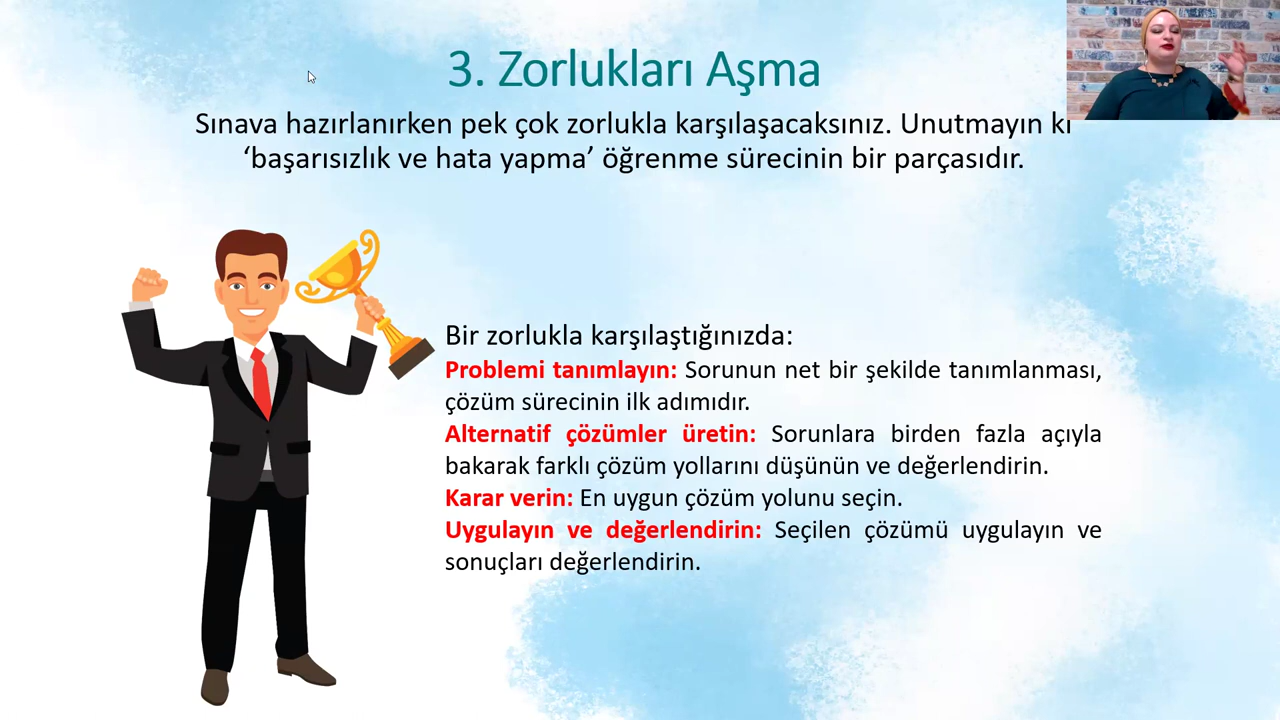 3. Zorlukları Aşma
Sınava hazırlanırken pek çok zorlukla karşılaşacaksınız. Unutmayın ki
‘başarısızlık ve hata yapma’ öğrenme sürecinin bir parçasıdır.
Bir zorlukla karşılaştığınızda:
Problemi tanımlayın: Sorunun net bir şekilde tanımlanması,
çözüm sürecinin ilk adımıdır.
Alternatif çözümler üretin: Sorunlara birden fazla açıyla
bakarak farklı çözüm yollarını düşünün ve değerlendirin.
Karar verin: En uygun çözüm yolunu seçin.
Uygulayın ve değerlendirin: Seçilen çözümü uygulayın ve
sonuçları değerlendirin.